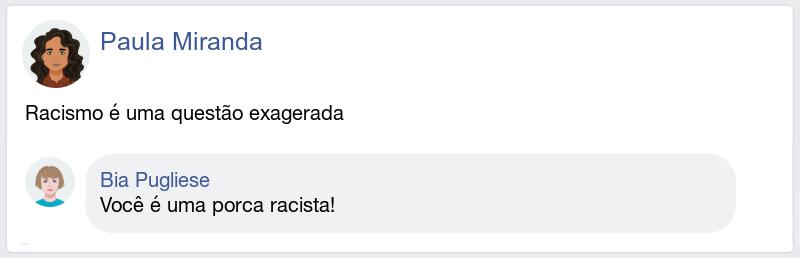 Paula Miranda
Racismo é uma questão exagerada
Bia Pugliese
Você é uma porca racista!